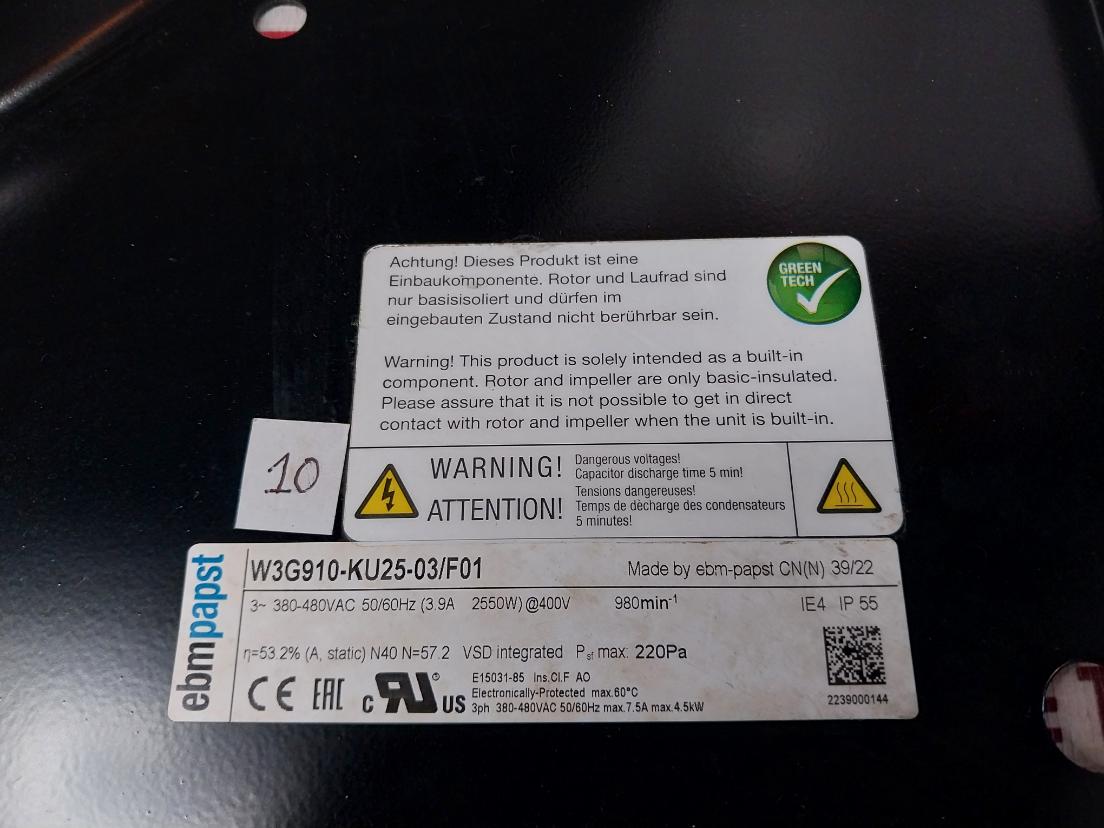 Achtung! Dieses Produkt ist eine
Einbaukomponente. Rotor und Laufrad sind
nur basisisoliert und dürfen im
eingebauten Zustand nicht berührbar sein.
GREEN
TECH
Warning! This product is solely intended as a built-in
component. Rotor and impeller are only basic-insulated.
Please assure that it is not possible to get in direct
contact with rotor and impeller when the unit is built-in.
10
WARNING!
ATTENTION!
Dangerous voltages!
Capacitor discharge time 5 min!
Tensions dangereuses!
Temps de dècharge des condensateurs
5 minutes!
ebmpapst
W3G910-KU25-03/F01 Made by ebm-papst CN(N) 39/22
3~ 380-480VAC 50/60Hz (3.9A 2550W) @400V 980min-1 IE4 IP 55
η=53.2% (A, static) N40 N=57.2 VSD integrated Psf max: 220Pa
CE EAC c RU® US
E15031-85 Ins.Cl.F AO
Electronically-Protected max.60°C
3ph 380-480VAC 50/60Hz max.7.5A max.4.5kW
2239000144